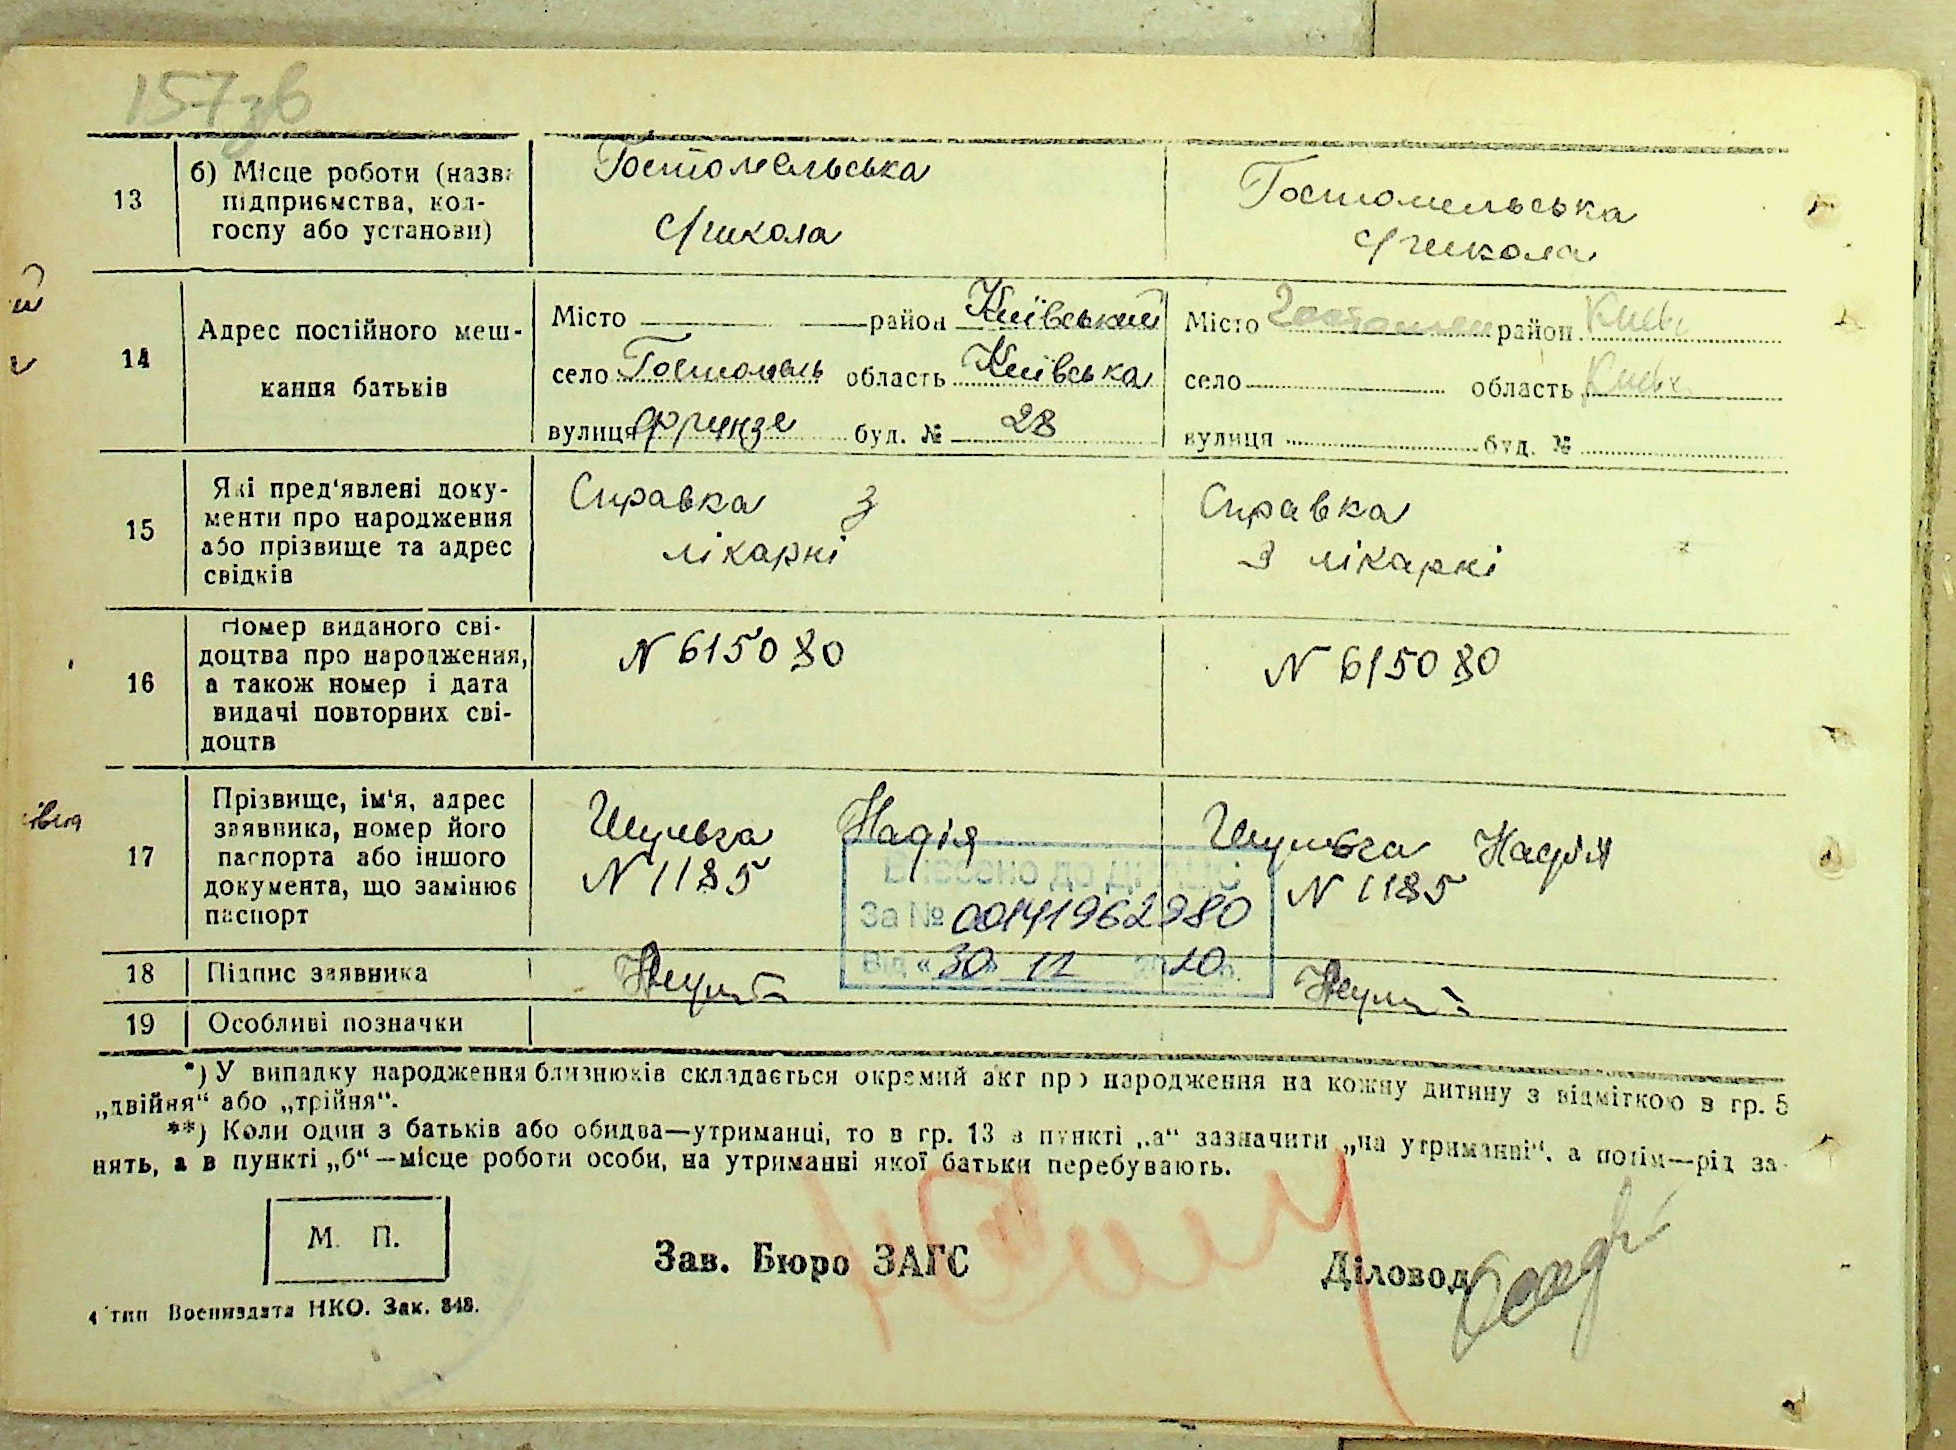 157зв
13
б) Місце роботи (назва
підприємства, кол-
госпу або установи)
Гостомельська
с/школа
Гостомельська
с/школа
14
Адрес постійного меш-
кання батьків
Місто район Київський
село Гостомель область Київська
вулиця Фрунзе буд. № 28
Місто Гостомель район Київ
село область Київ
вулиця буд. №
15
Які пред'явлені доку-
менти про народження
або прізвище та адрес
свідків
Справка з
лікарні
Справка
з лікарні
16
Номер виданого сві-
доцтва про народження,
а також номер і дата
видачі повторних сві-
доцтв
N 615080
N 615080
17
Прізвище, ім'я, адрес
заявника, номер його
паспорта або іншого
документа, що замінює
паспорт
Шульга Надія
N 1185
Шульга Надія
N 1185
Внесено до ДРАЦС
За № 00141962980
Від «30» 12 2020р.
18
Підпис заявника
19
Особливі позначки
*) У випадку народження близнюків складається окремий акт про народження на кожну дитину з відміткою в гр. 5
„двійня“ або „трійня“.
**) Коли один з батьків або обидва—утриманці, то в гр. 13 в пункті „а“ зазначити „на утриманні“, а потім—рід за-
нять, а в пункті „б“—місце роботи особи, на утриманні якої батьки перебувають.
М. П.
Зав. Бюро ЗАГС
Діловод
4 тип Воениздата НКО. Зак. 848.